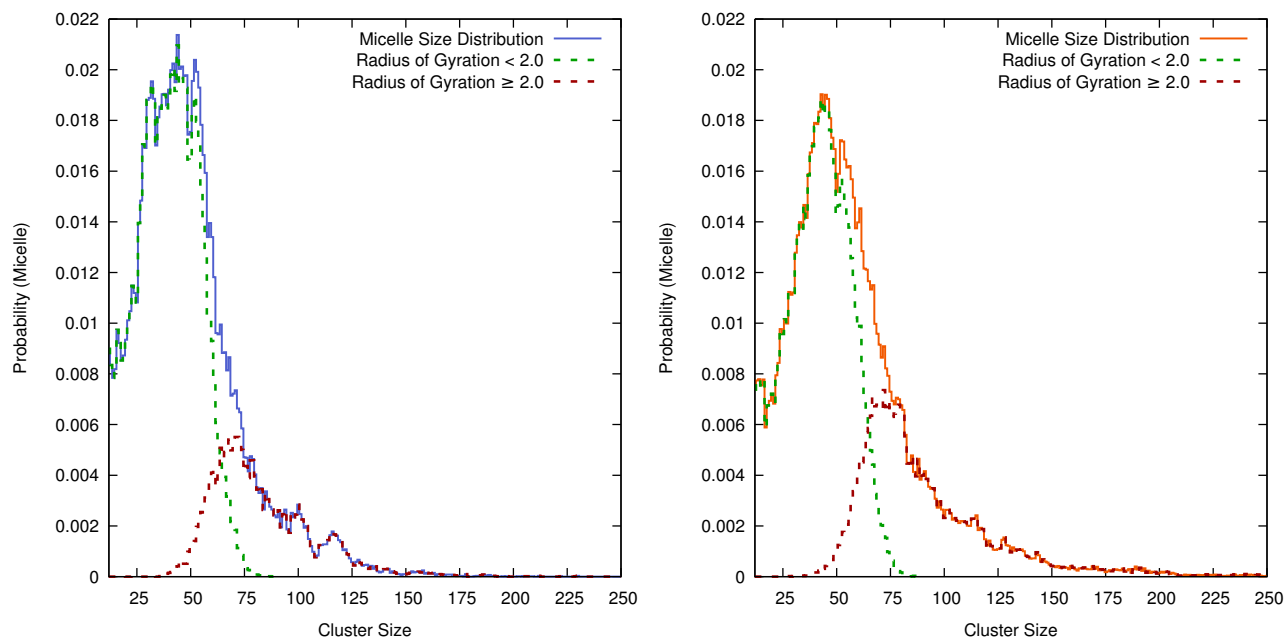 0.022
0.02
0.018
0.016
0.014
0.012
0.01
0.008
0.006
0.004
0.002
0
Probability (Micelle)
Micelle Size Distribution
Radius of Gyration < 2.0
Radius of Gyration ≥ 2.0
25 50 75 100 125 150 175 200 225 250
Cluster Size
0.022
0.02
0.018
0.016
0.014
0.012
0.01
0.008
0.006
0.004
0.002
0
Probability (Micelle)
Micelle Size Distribution
Radius of Gyration < 2.0
Radius of Gyration ≥ 2.0
25 50 75 100 125 150 175 200 225 250
Cluster Size